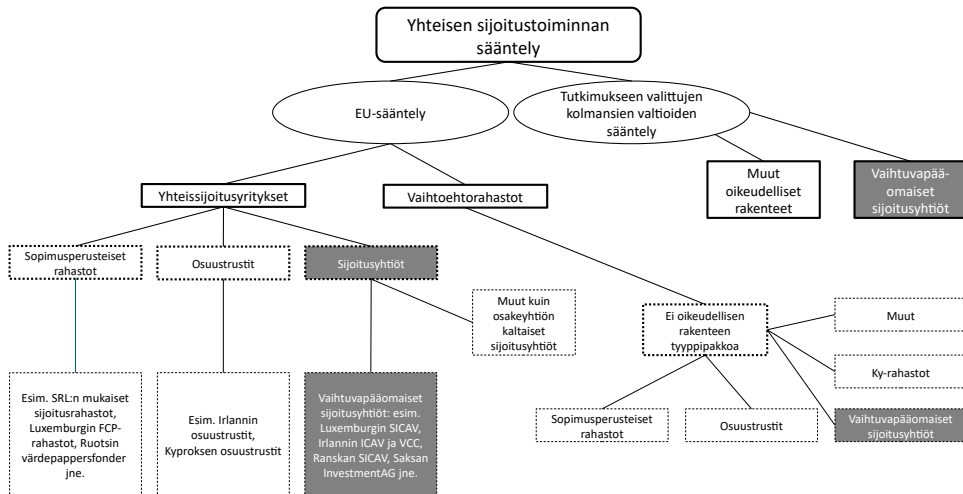 Yhteisen sijoitustoiminnan
sääntely
EU-sääntely
Tutkimukseen valittujen
kolmansien valtioiden
sääntely
Muut
oikeudelliset
rakenteet
Vaihtuvapää-
omaiset
sijoitusyhtiöt
Yhteissijoitusyritykset
Vaihtoehtorahastot
Sopimusperusteiset
rahastot
Osuustrustit
Sijoitusyhtiöt
Muut kuin
osakeyhtiön
kaltaiset
sijoitusyhtiöt
Ei oikeudellisen
rakenteen
tyyppipakkoa
Muut
Ky-rahastot
Esim. SRL:n mukaiset
sijoitusrahastot,
Luxemburgin FCP-
rahastot, Ruotsin
värdepappersfonder
jne.
Esim. Irlannin
osuustrustit,
Kyproksen osuustrustit
Vaihtuvapääomaiset
sijoitusyhtiöt: esim.
Luxemburgin SICAV,
Irlannin ICAV ja VCC,
Ranskan SICAV, Saksan
InvestmentAG jne.
Sopimusperusteiset
rahastot
Osuustrustit
Vaihtuvapääomaiset
sijoitusyhtiöt